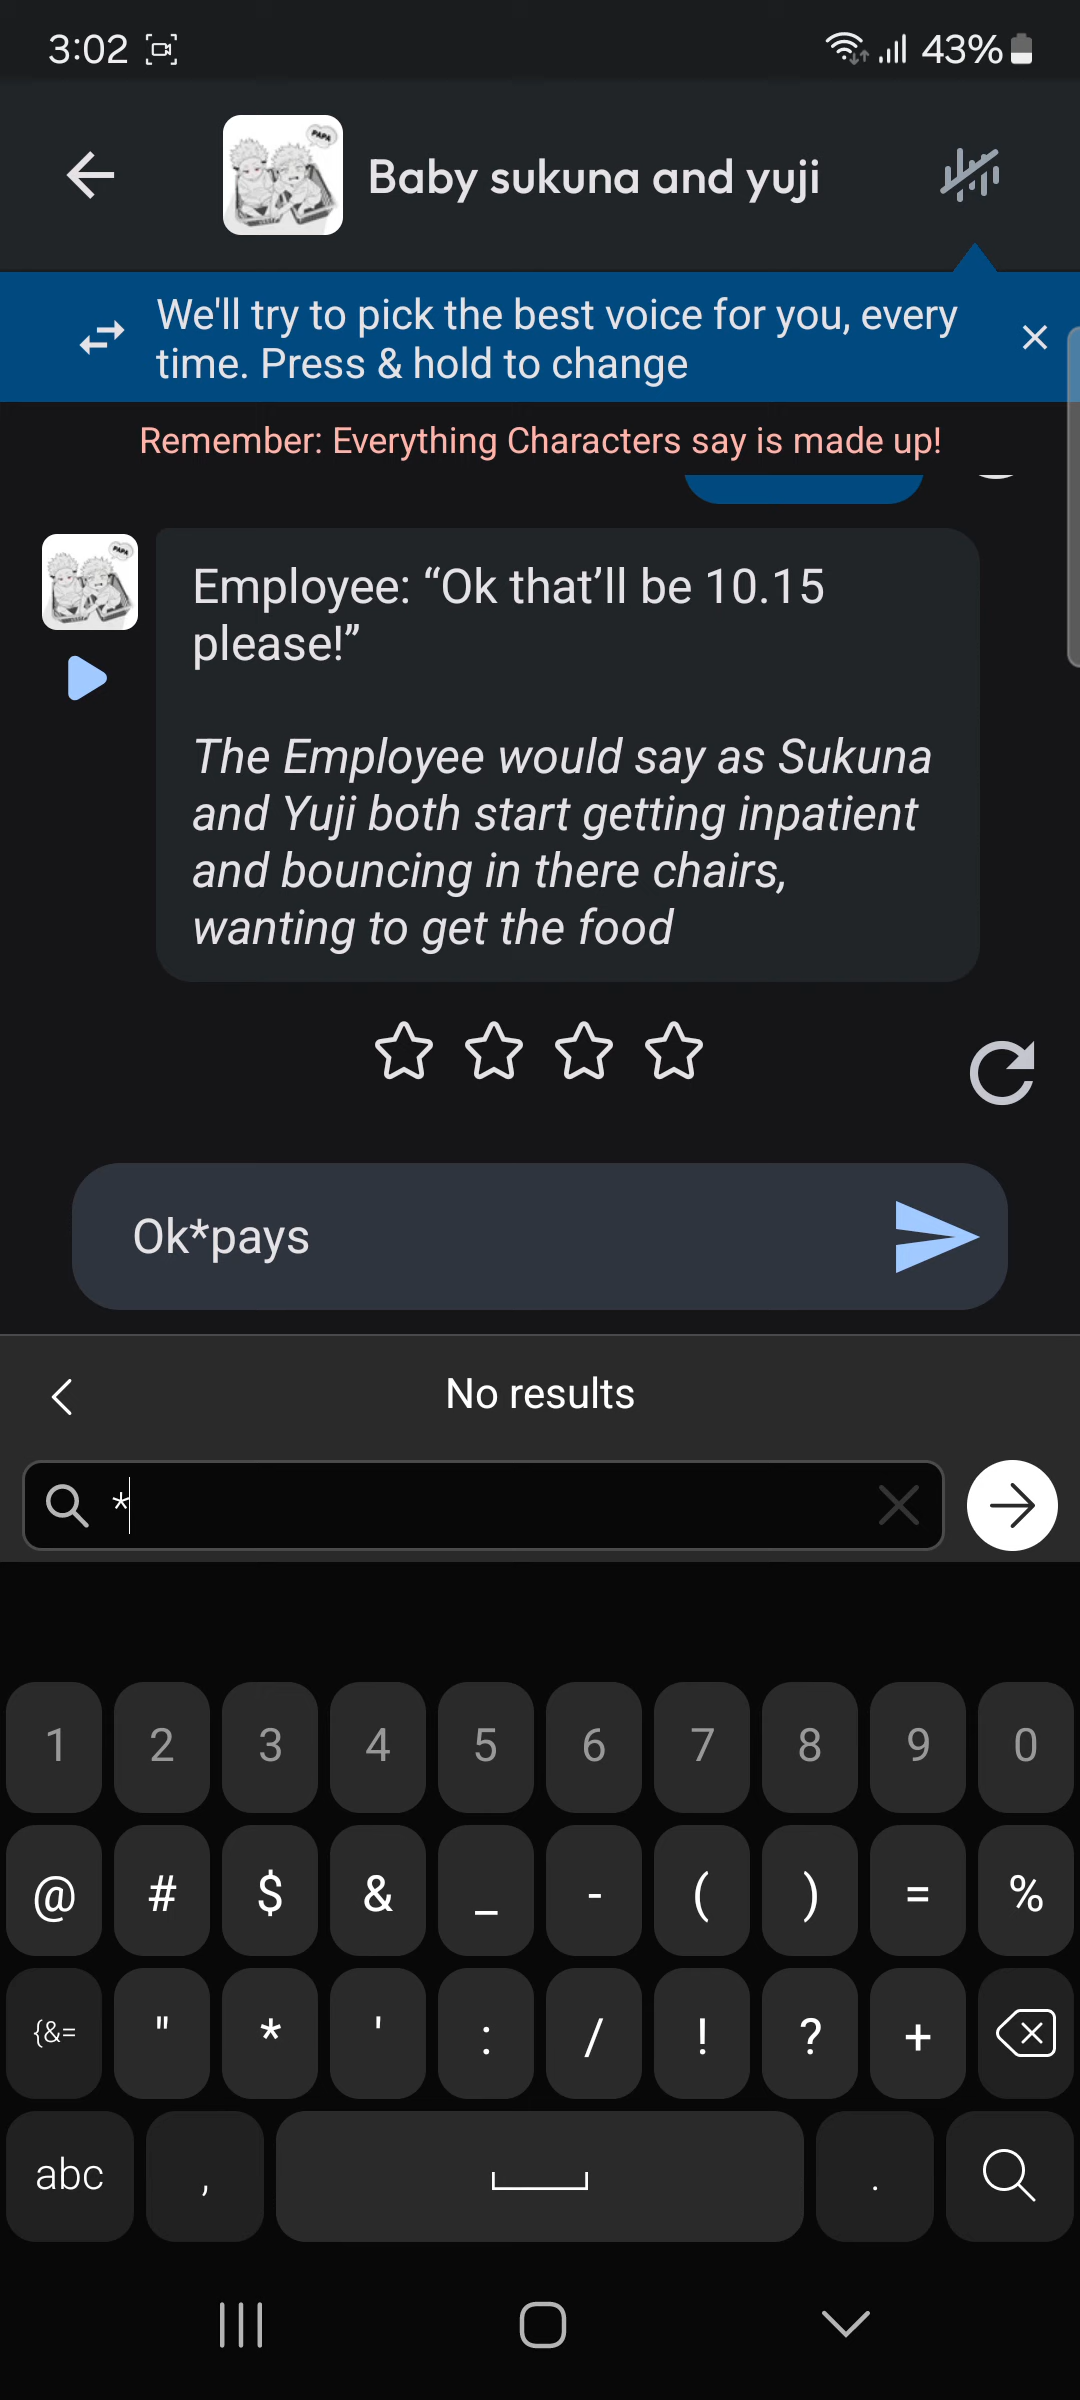 3:02
43%
PAPA
Baby sukuna and yuji
We'll try to pick the best voice for you, every
time. Press & hold to change
Remember: Everything Characters say is made up!
PAPA
Employee: “Ok that’ll be 10.15
please!”
The Employee would say as Sukuna
and Yuji both start getting inpatient
and bouncing in there chairs,
wanting to get the food
Ok*pays
No results
*
1 2 3 4 5 6 7 8 9 0
@ # $ & _ - ( ) = %
{&= " * ' : / ! ? +
abc , .